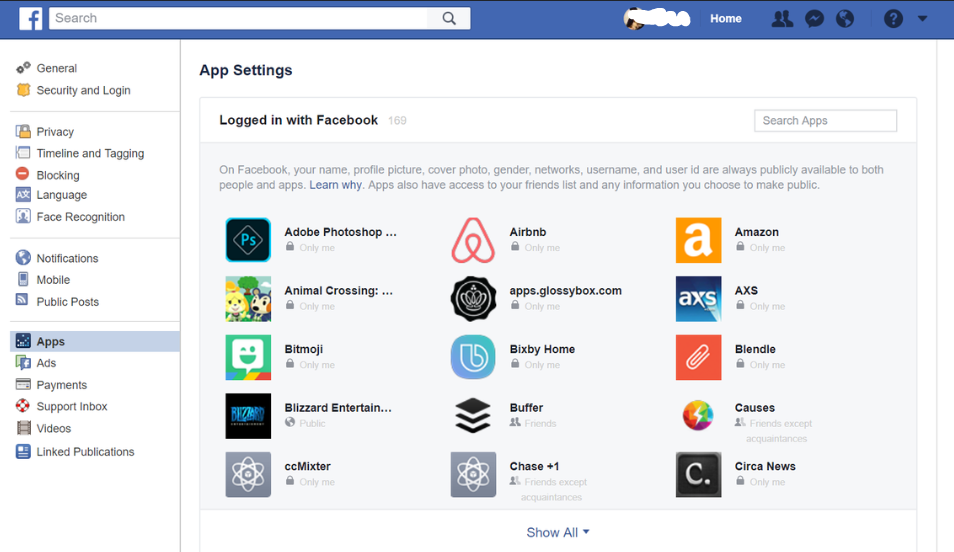 Search
Home
General
Security and Login
Privacy
Timeline and Tagging
Blocking
Language
Face Recognition
Notifications
Mobile
Public Posts
Apps
Ads
Payments
Support Inbox
Videos
Linked Publications
App Settings
Logged in with Facebook 169
Search Apps
On Facebook, your name, profile picture, cover photo, gender, networks, username, and user id are always publicly available to both
people and apps. Learn why. Apps also have access to your friends list and any information you choose to make public.
Ps
Adobe Photoshop ...
Only me
Airbnb
Only me
a
Amazon
Only me
Animal Crossing: ...
Only me
apps.glossybox.com
Only me
axs
AXS
Only me
Bitmoji
Only me
Bixby Home
Only me
Blendle
Only me
BLIZZARD
ENTERTAINMENT
Blizzard Entertain...
Public
Buffer
Friends
Causes
Friends except
acquaintances
ccMixter
Only me
Chase +1
Friends except
acquaintances
C.
Circa News
Only me
Show All